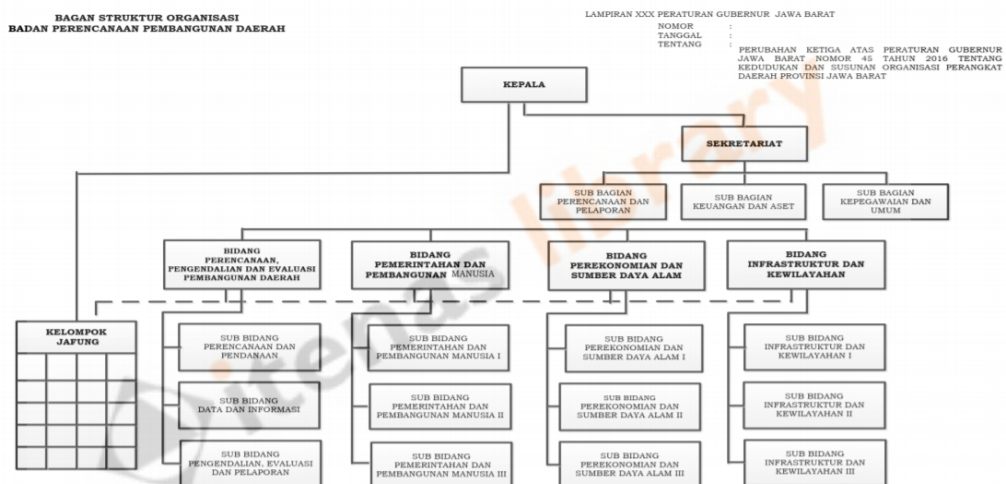 BAGAN STRUKTUR ORGANISASI
BADAN PERENCANAAN PEMBANGUNAN DAERAH
LAMPIRAN XXX PERATURAN GUBERNUR JAWA BARAT
NOMOR :
TANGGAL :
TENTANG :
PERUBAHAN KETIGA ATAS PERATURAN GUBERNUR
JAWA BARAT NOMOR 45 TAHUN 2016 TENTANG
KEDUDUKAN DAN SUSUNAN ORGANISASI PERANGKAT
DAERAH PROVINSI JAWA BARAT
KEPALA
SEKRETARIAT
SUB BAGIAN
PERENCANAAN DAN
PELAPORAN
SUB BAGIAN
KEUANGAN DAN ASET
SUB BAGIAN
KEPEGAWAIAN DAN
UMUM
BIDANG
PERENCANAAN,
PENGENDALIAN DAN EVALUASI
PEMBANGUNAN DAERAH
BIDANG
PEMERINTAHAN DAN
PEMBANGUNAN MANUSIA
BIDANG
PEREKONOMIAN DAN
SUMBER DAYA ALAM
BIDANG
INFRASTRUKTUR DAN
KEWILAYAHAN
KELOMPOK
JAFUNG
SUB BIDANG
PERENCANAAN DAN
PENDANAAN
SUB BIDANG
PEMERINTAHAN DAN
PEMBANGUNAN MANUSIA I
SUB BIDANG
PEREKONOMIAN DAN
SUMBER DAYA ALAM I
SUB BIDANG
INFRASTRUKTUR DAN
KEWILAYAHAN I
SUB BIDANG
DATA DAN INFORMASI
SUB BIDANG
PEMERINTAHAN DAN
PEMBANGUNAN MANUSIA II
SUB BIDANG
PEREKONOMIAN DAN
SUMBER DAYA ALAM II
SUB BIDANG
INFRASTRUKTUR DAN
KEWILAYAHAN II
SUB BIDANG
PENGENDALIAN, EVALUASI
DAN PELAPORAN
SUB BIDANG
PEMERINTAHAN DAN
PEMBANGUNAN MANUSIA III
SUB BIDANG
PEREKONOMIAN DAN
SUMBER DAYA ALAM III
SUB BIDANG
INFRASTRUKTUR DAN
KEWILAYAHAN III
itenas library